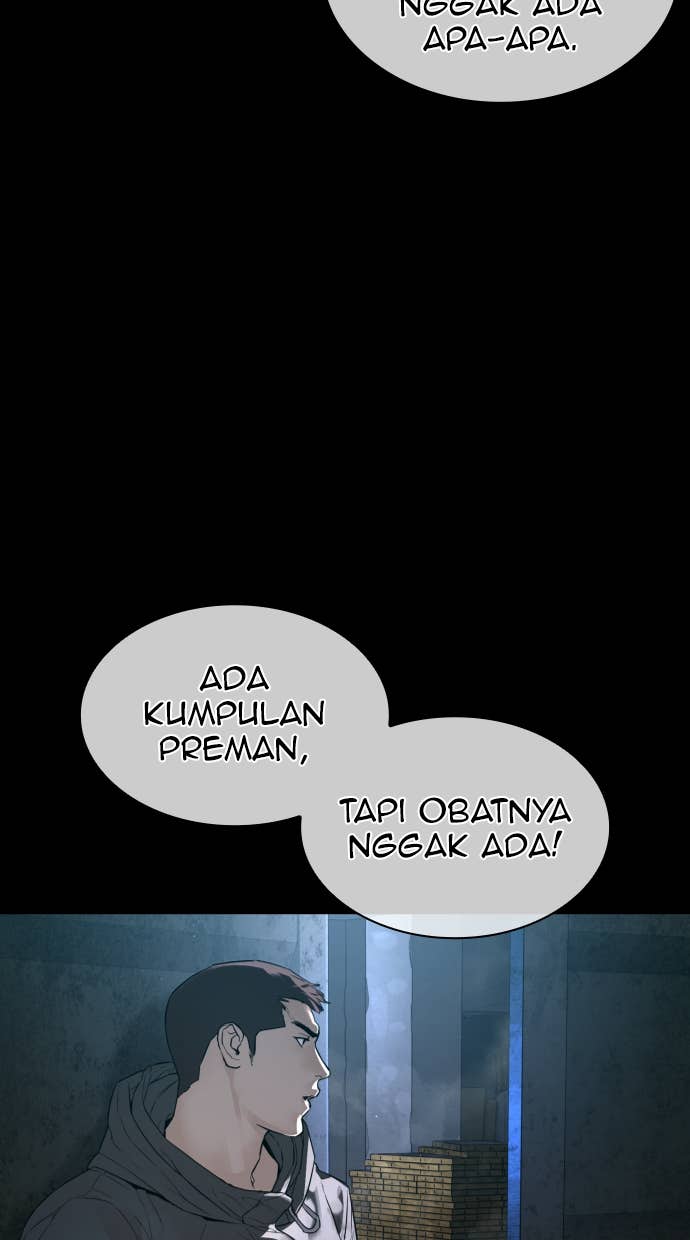 NGGAK ADA
APA-APA.
ADA
KUMPULAN
PREMAN,
TAPI OBATNYA
NGGAK ADA!